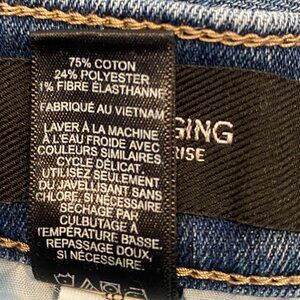 75% COTON
24% POLYESTER
1% FIBRE ÉLASTHANNE
FABRIQUÉ AU VIETNAM
LAVER À LA MACHINE
À L'EAU FROIDE AVEC
COULEURS SIMILAIRES,
CYCLE DÉLICAT.
UTILISEZ SEULEMENT
DU JAVELLISANT SANS
CHLORE, SI NÉCESSAIRE.
SÉCHAGE PAR
CULBUTAGE À
TEMPÉRATURE BASSE.
REPASSAGE DOUX,
SI NÉCESSAIRE.
GING
RISE